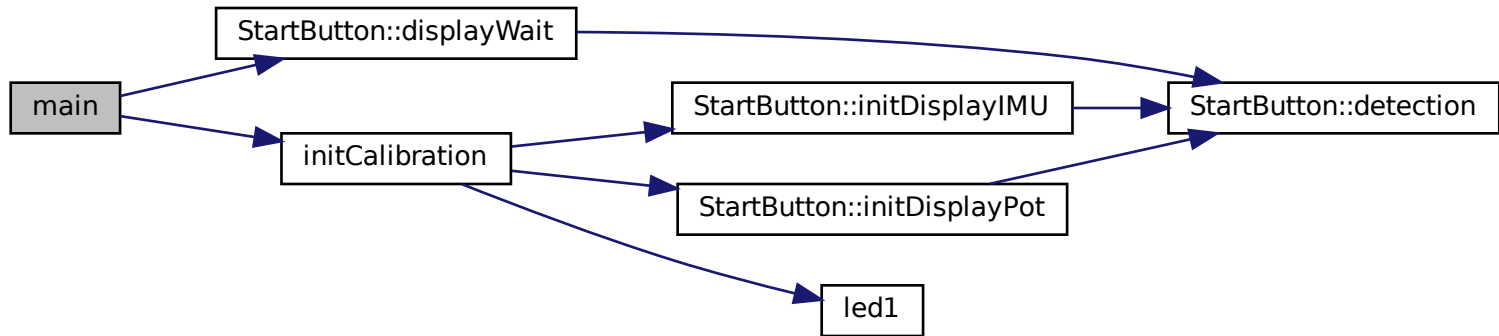 StartButton::displayWait
main
StartButton::initDisplayIMU
StartButton::detection
initCalibration
StartButton::initDisplayPot
led1